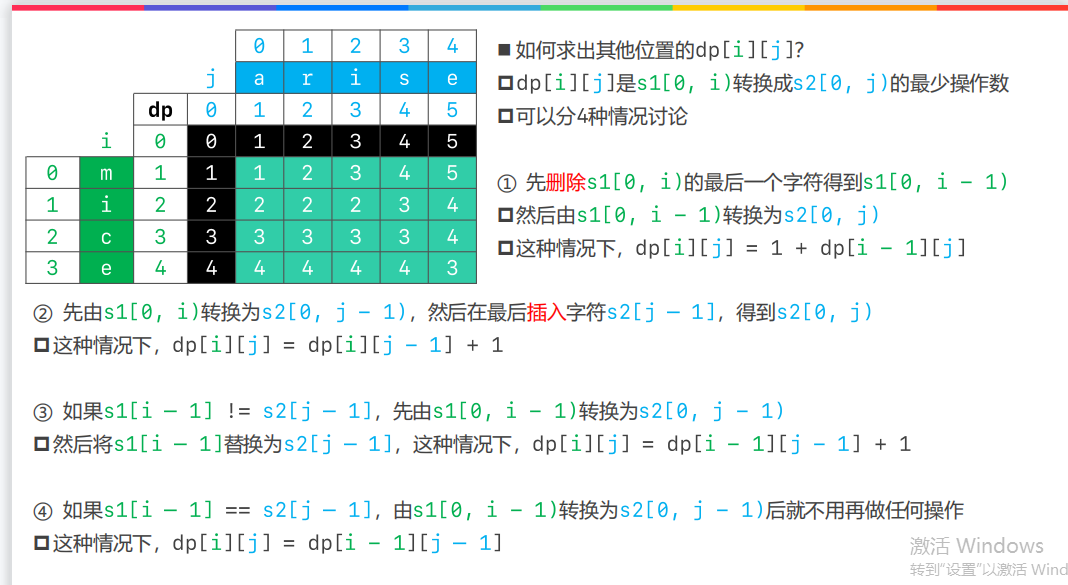 0 1 2 3 4
j a r i s e
dp 0 1 2 3 4 5
i 0 0 1 2 3 4 5
0 m 1 1 1 2 3 4 5
1 i 2 2 2 2 2 3 4
2 c 3 3 3 3 3 3 4
3 e 4 4 4 4 4 4 3
■如何求出其他位置的dp[i][j]?
dp[i][j]是s1[0, i)转换成s2[0, j)的最少操作数
可以分4种情况讨论
① 先删除s1[0, i)的最后一个字符得到s1[0, i - 1)
然后由s1[0, i - 1)转换为s2[0, j)
这种情况下，dp[i][j] = 1 + dp[i - 1][j]
② 先由s1[0, i)转换为s2[0, j - 1)，然后在最后插入字符s2[j - 1]，得到s2[0, j)
这种情况下，dp[i][j] = dp[i][j - 1] + 1
③ 如果s1[i - 1] != s2[j - 1]，先由s1[0, i - 1)转换为s2[0, j - 1)
然后将s1[i - 1]替换为s2[j - 1]，这种情况下，dp[i][j] = dp[i - 1][j - 1] + 1
④ 如果s1[i - 1] == s2[j - 1]，由s1[0, i - 1)转换为s2[0, j - 1)后就不用再做任何操作
这种情况下，dp[i][j] = dp[i - 1][j - 1]
激活 Windows
转到“设置”以激活 Wind